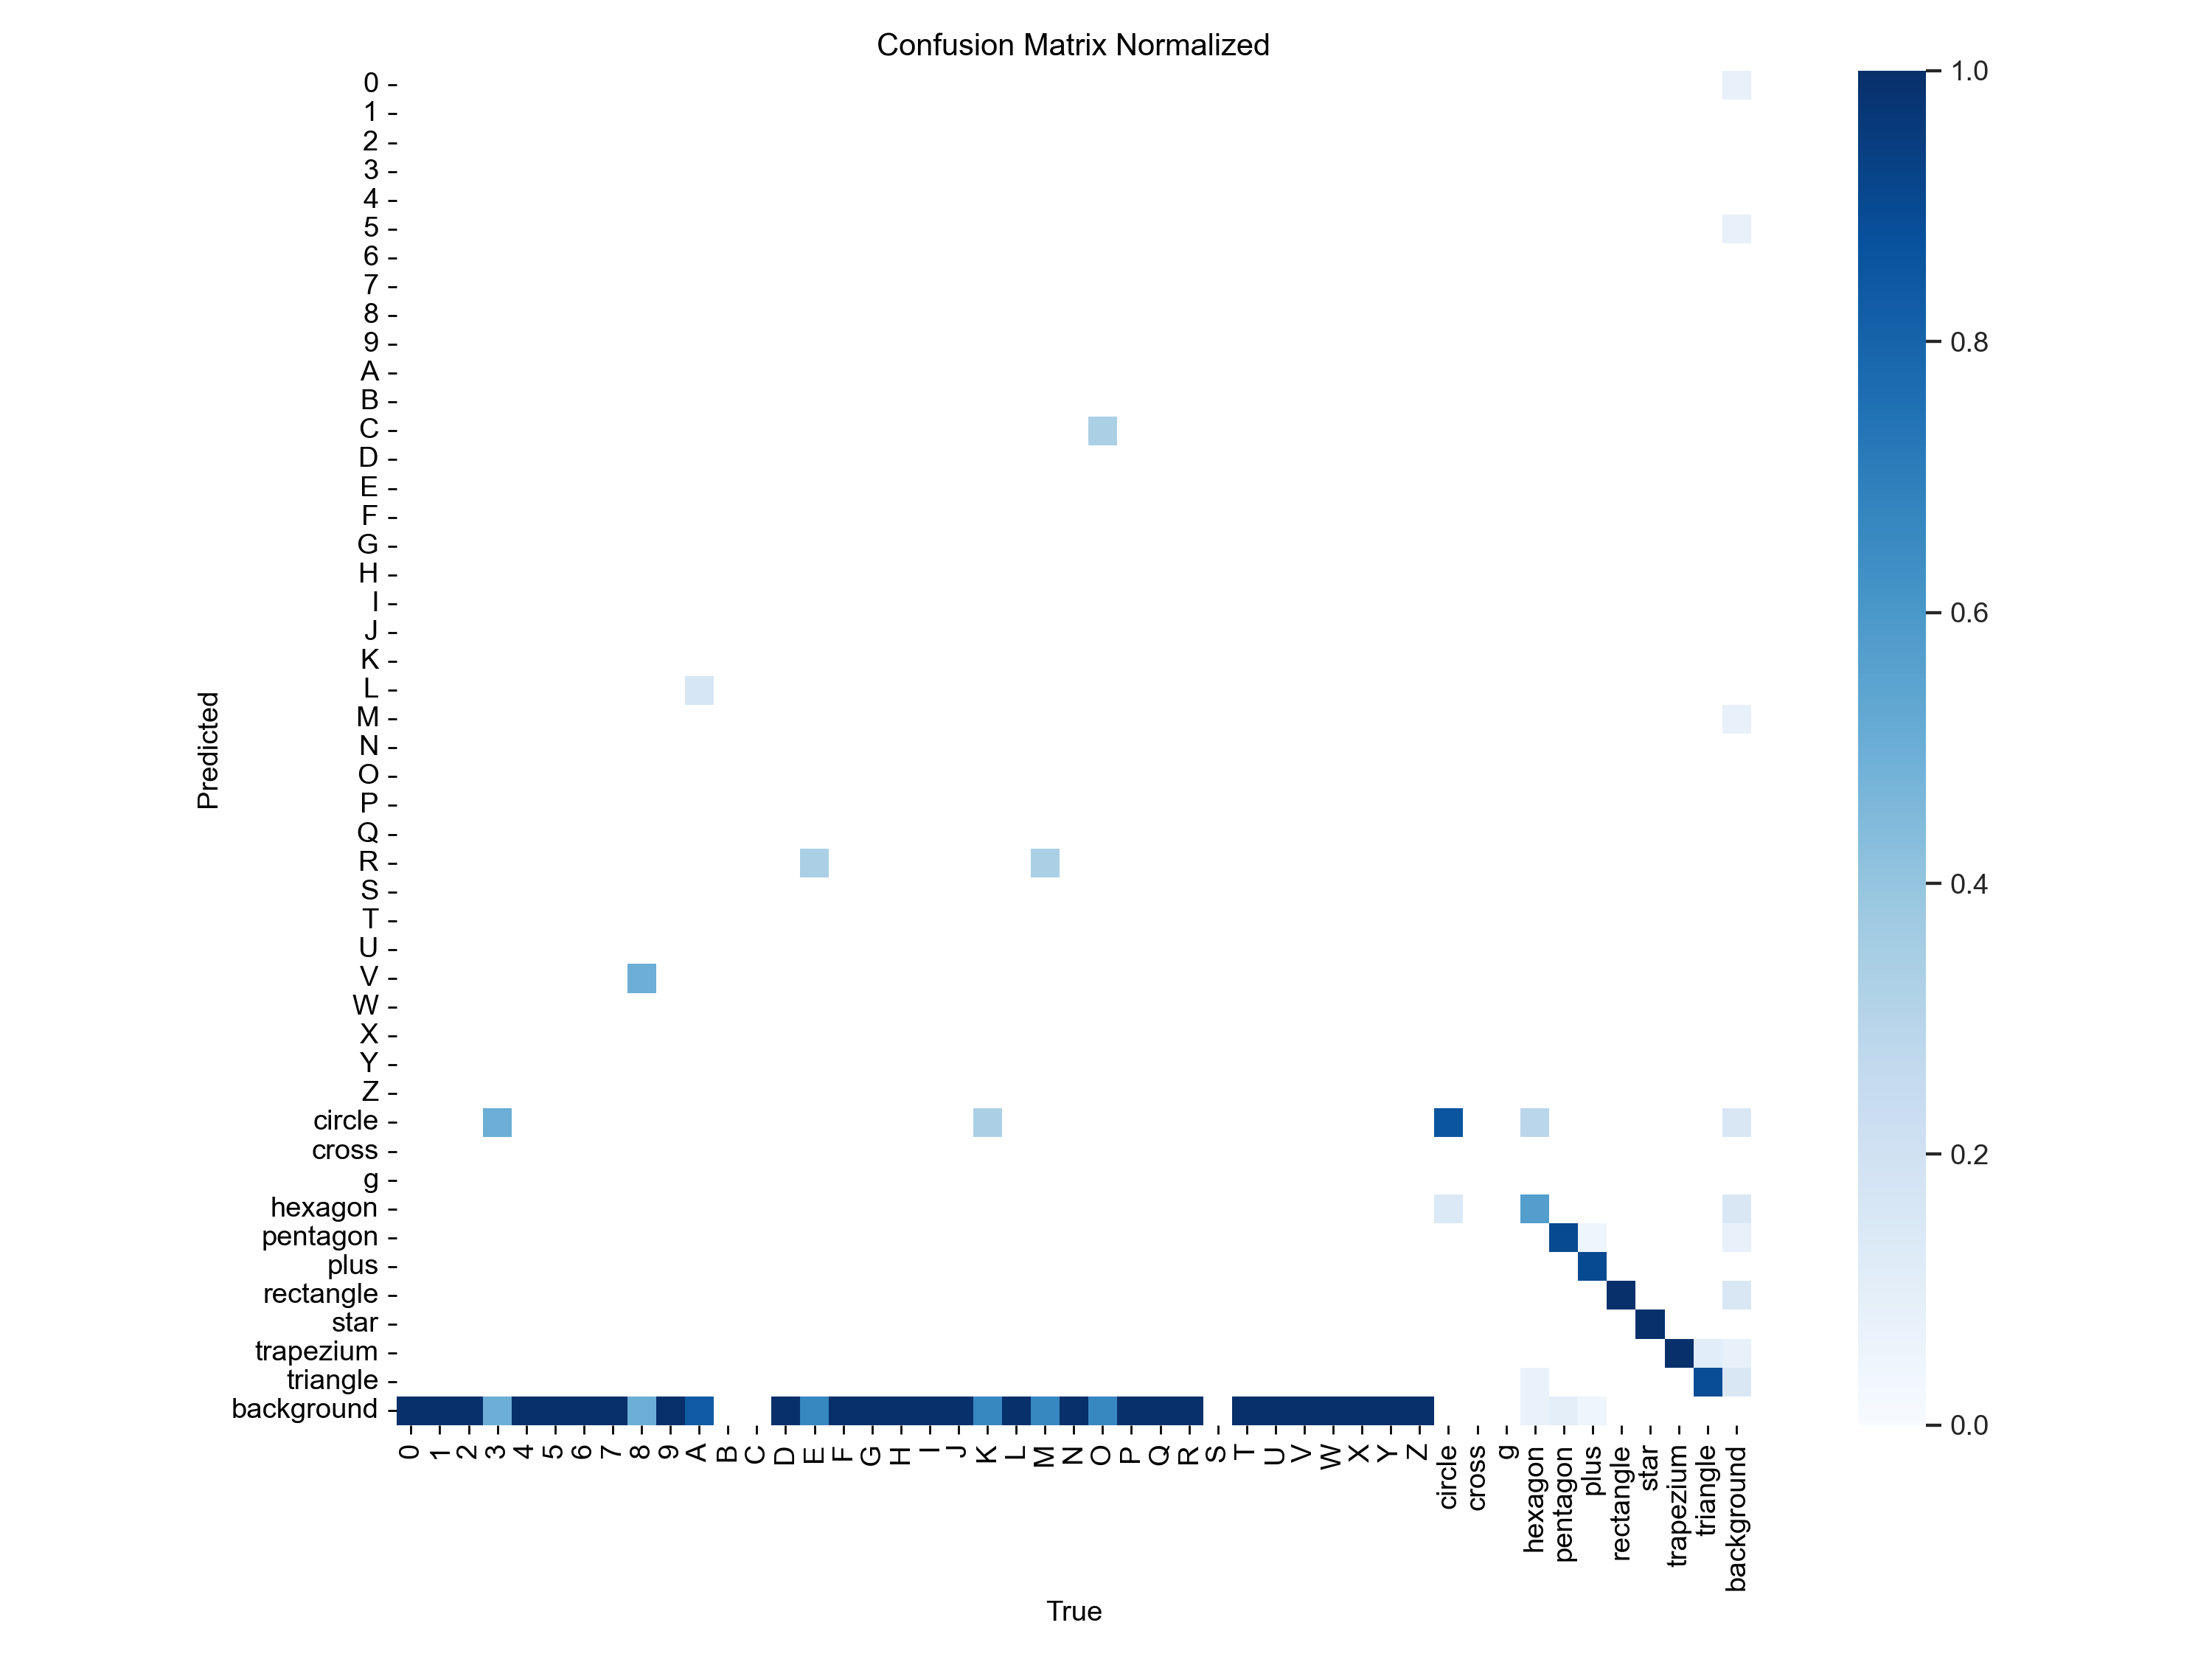 Confusion Matrix Normalized
0
1
2
3
4
5
6
7
8
9
A
B
C
D
E
F
G
H
I
J
K
L
M
N
O
P
Q
R
S
T
U
V
W
X
Y
Z
circle
cross
g
hexagon
pentagon
plus
rectangle
star
trapezium
triangle
background
Predicted
0
1
2
3
4
5
6
7
8
9
A
B
C
D
E
F
G
H
I
J
K
L
M
N
O
P
Q
R
S
T
U
V
W
X
Y
Z
circle
cross
g
hexagon
pentagon
plus
rectangle
star
trapezium
triangle
background
True
1.0
0.8
0.6
0.4
0.2
0.0